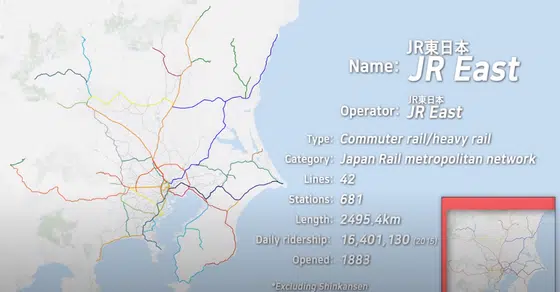 JR東日本
Name: JR East
JR東日本
Operator: JR East
Type: Commuter rail/heavy rail
Category: Japan Rail metropolitan network
Lines: 42
Stations: 681
Length: 2495.4km
Daily ridership: 16,401,130 (2015)
Opened: 1883
*Excluding Shinkansen